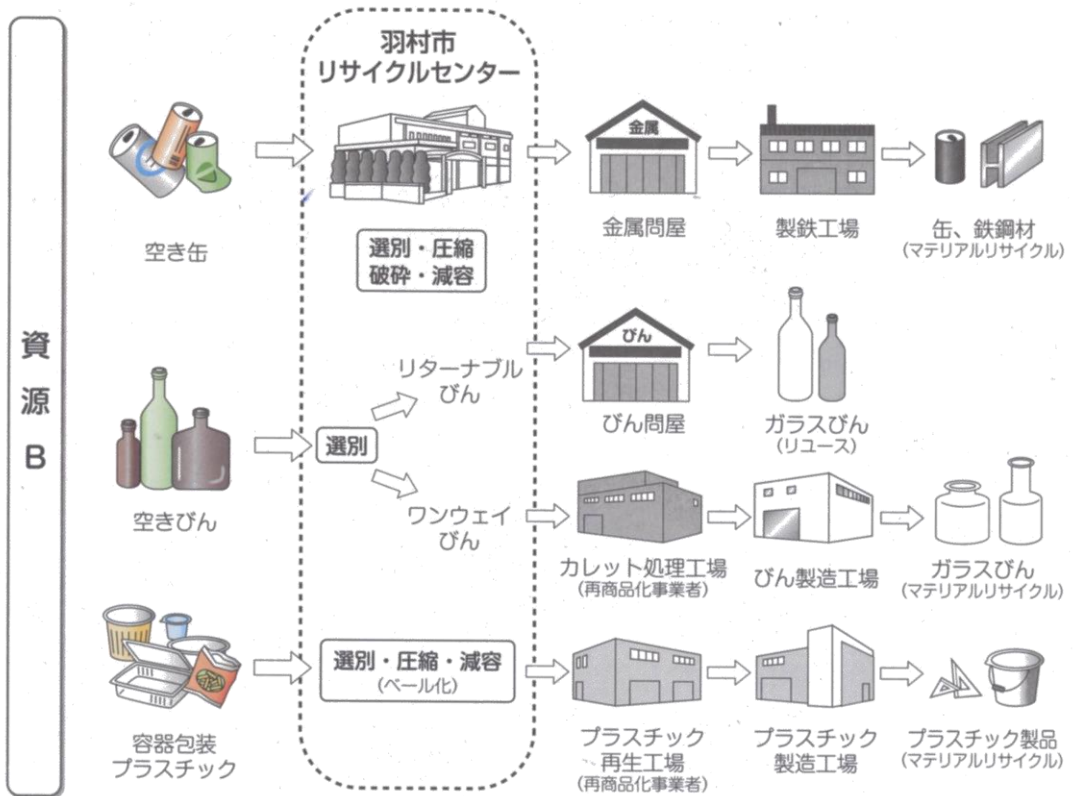 資源B
羽村市
リサイクルセンター
空き缶
選別・圧縮
破砕・減容
金属
金属問屋
製鉄工場
缶、鉄鋼材
(マテリアルリサイクル)
空きびん
選別
リターナブル
びん
ワンウェイ
びん
びん
びん問屋
ガラスびん
(リユース)
カレット処理工場
(再商品化事業者)
びん製造工場
ガラスびん
(マテリアルリサイクル)
容器包装
プラスチック
選別・圧縮・減容
(ベール化)
プラスチック
再生工場
(再商品化事業者)
プラスチック
製造工場
プラスチック製品
(マテリアルリサイクル)